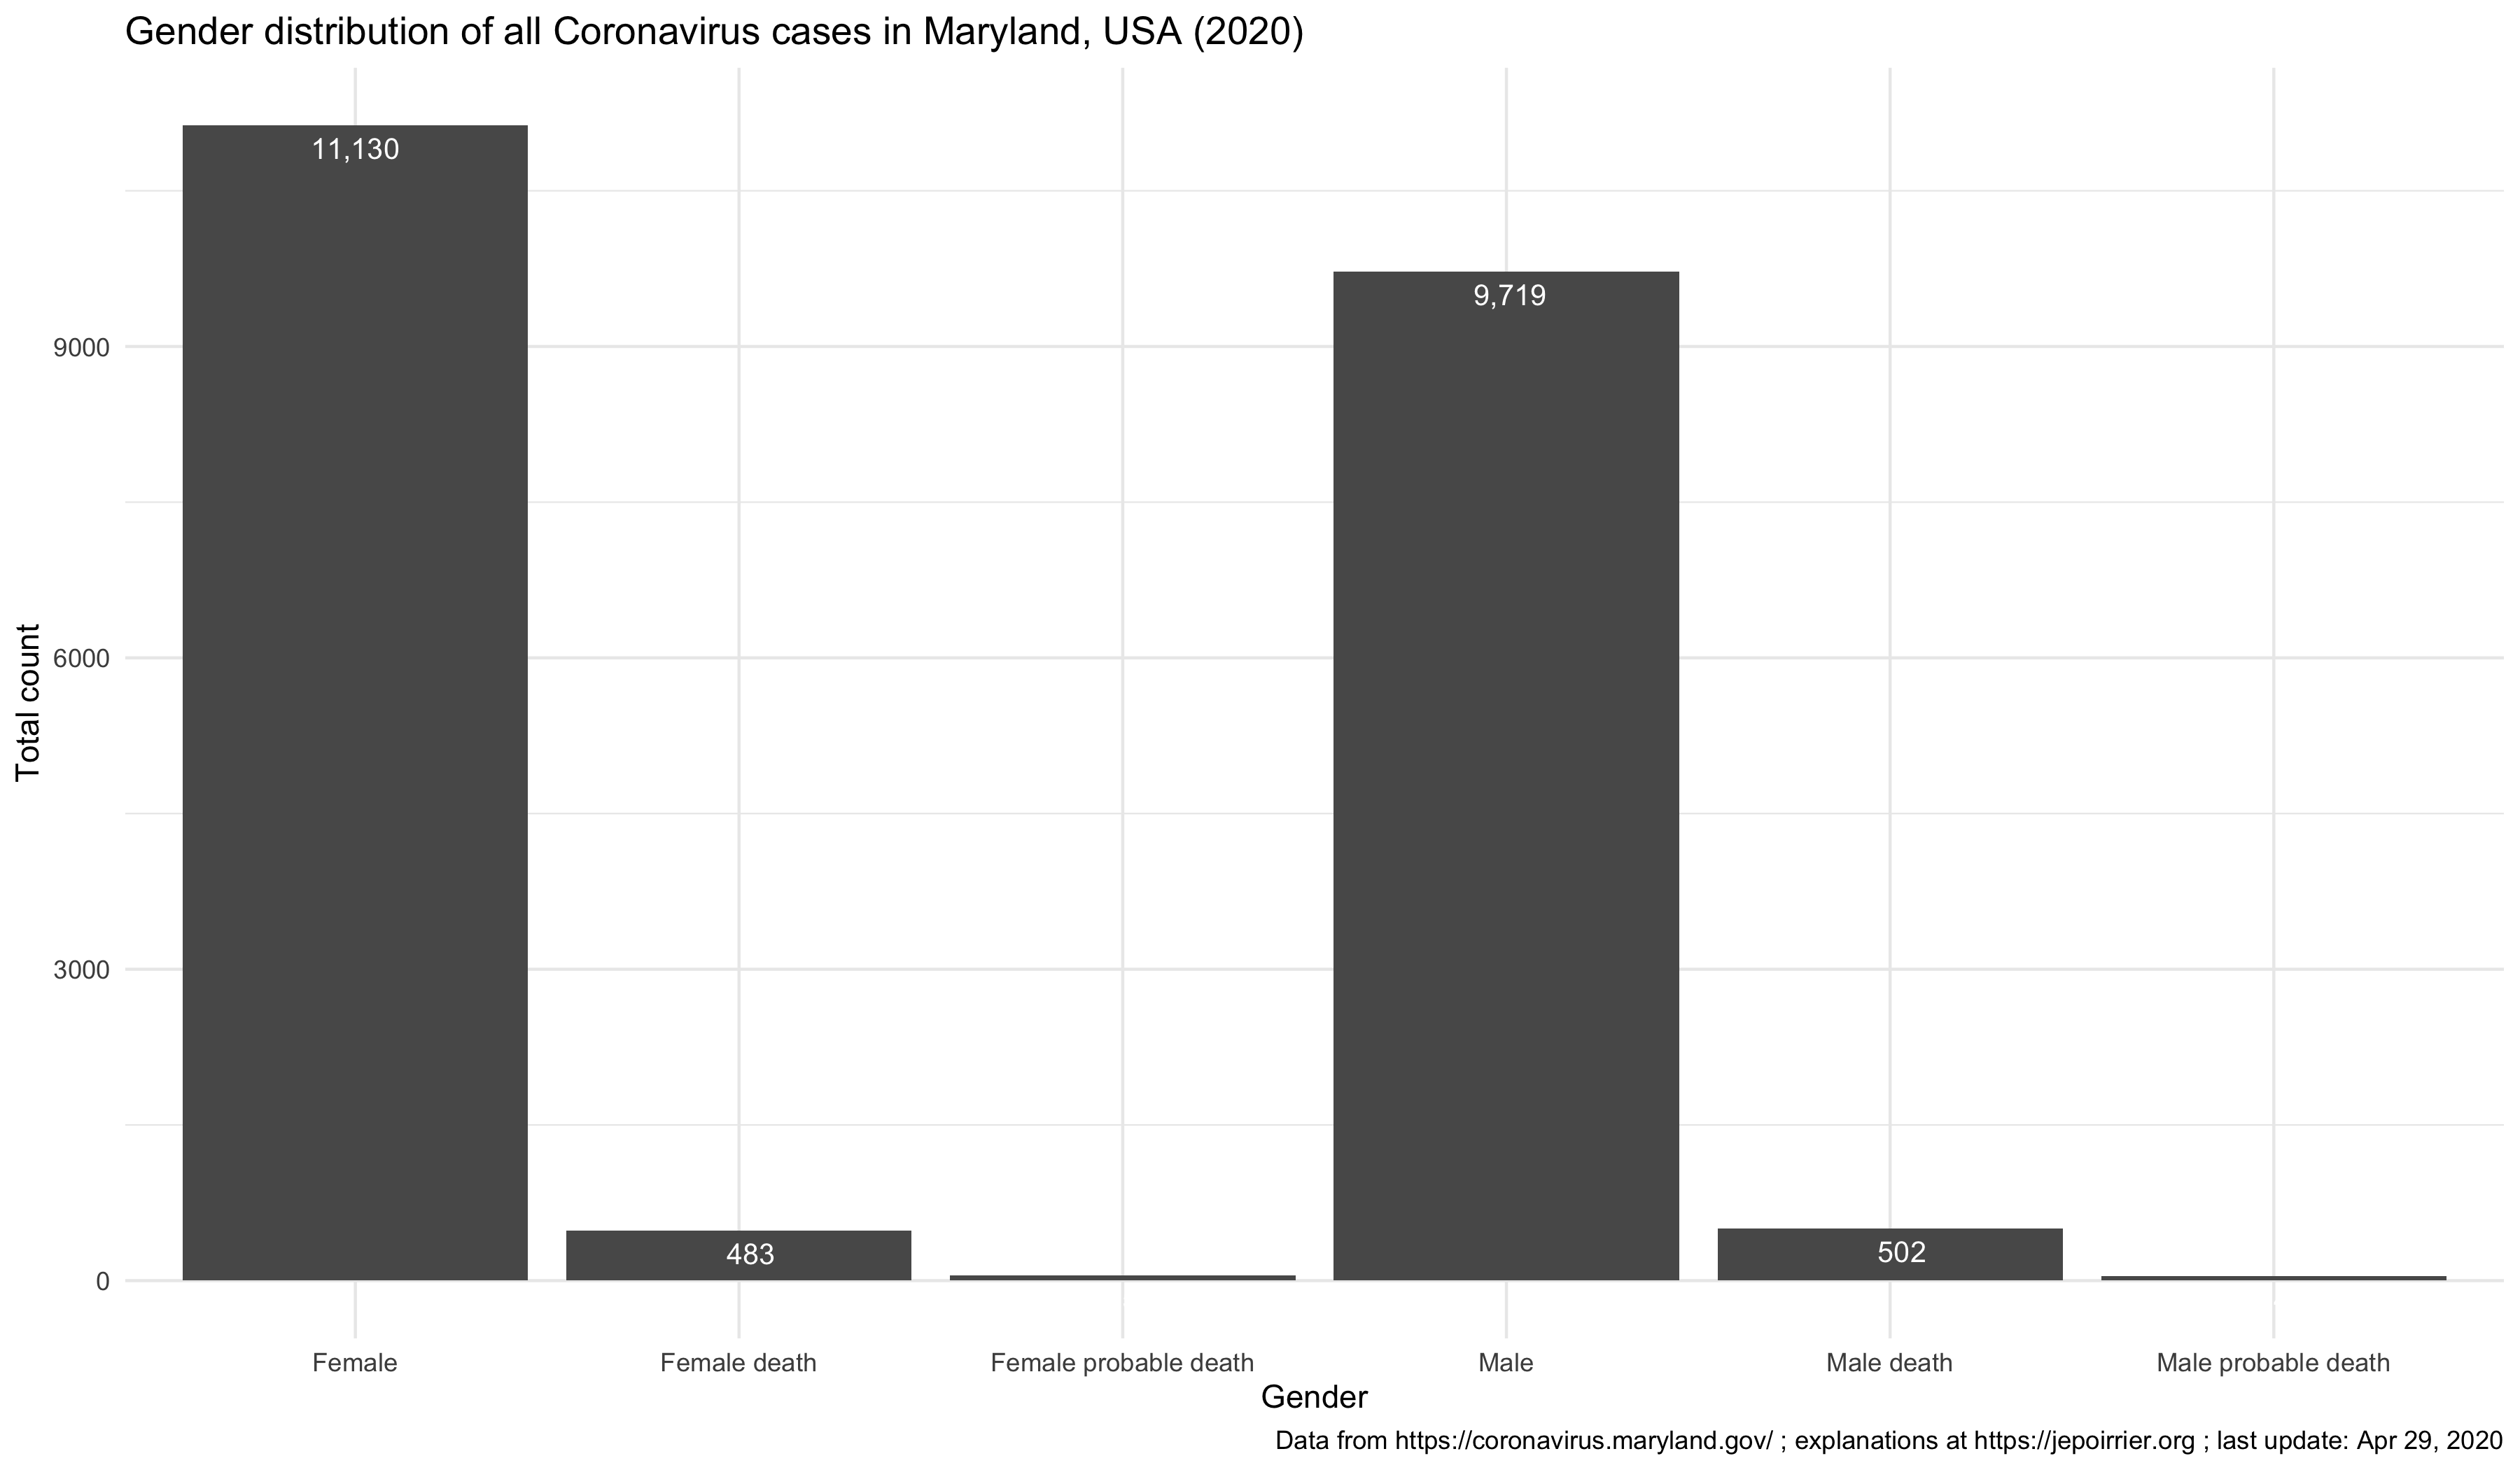 Gender distribution of all Coronavirus cases in Maryland, USA (2020)
11,130
9,719
9000
6000
Total count
3000
483
502
0
Female
Female death
Female probable death
Male
Male death
Male probable death
Gender
Data from https://coronavirus.maryland.gov/ ; explanations at https://jepoirrier.org ; last update: Apr 29, 2020